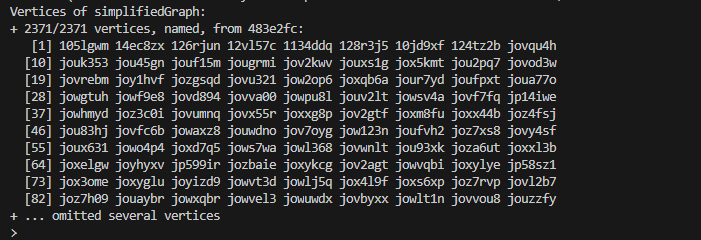 Vertices of simplifiedGraph:
+ 2371/2371 vertices, named, from 483e2fc:
[1] 105lgwm 14ec8zx 126rjun 12vl57c 1134ddq 128r3j5 10jd9xf 124tz2b jovqu4h
[10] jouk353 jou45gn jouf15m jougrmi jov2kwv jouxs1g jox5kmt jou2pq7 jovod3w
[19] jovrebm joy1hvf jozgsqd jovu321 jow2op6 joxqb6a jour7yd joufpxt joua77o
[28] jowgtuh jowf9e8 jovd894 jovva00 jowpu8l jouv2lt jowsv4a jovf7fq jp14iwe
[37] jowhmyd joz3c0i jovumnq jovx55r joxxg8p jov2gtf joxm8fu joxx44b joz4fsj
[46] jou83hj jovfc6b jowaxz8 jouwdno jov7oyg jow123n joufvh2 joz7xs8 jovy4sf
[55] joux631 jowo4p4 joxd7q5 jows7wa jowl368 jovwnlt jou93xk joza6ut joxxl3b
[64] joxelgw joyhyxv jp599ir jozbaie joxykcg jov2agt jowvqbi joxylye jp58sz1
[73] jox3ome joxyglu joyizd9 jowvt3d jowlj5q jox4l9f joxs6xp joz7rvp jovl2b7
[82] joz7h09 jouaybr jowxqbr jowvel3 jowuwdx jovbyxx jowlt1n jovvou8 jouzzfy
+ ... omitted several vertices
>